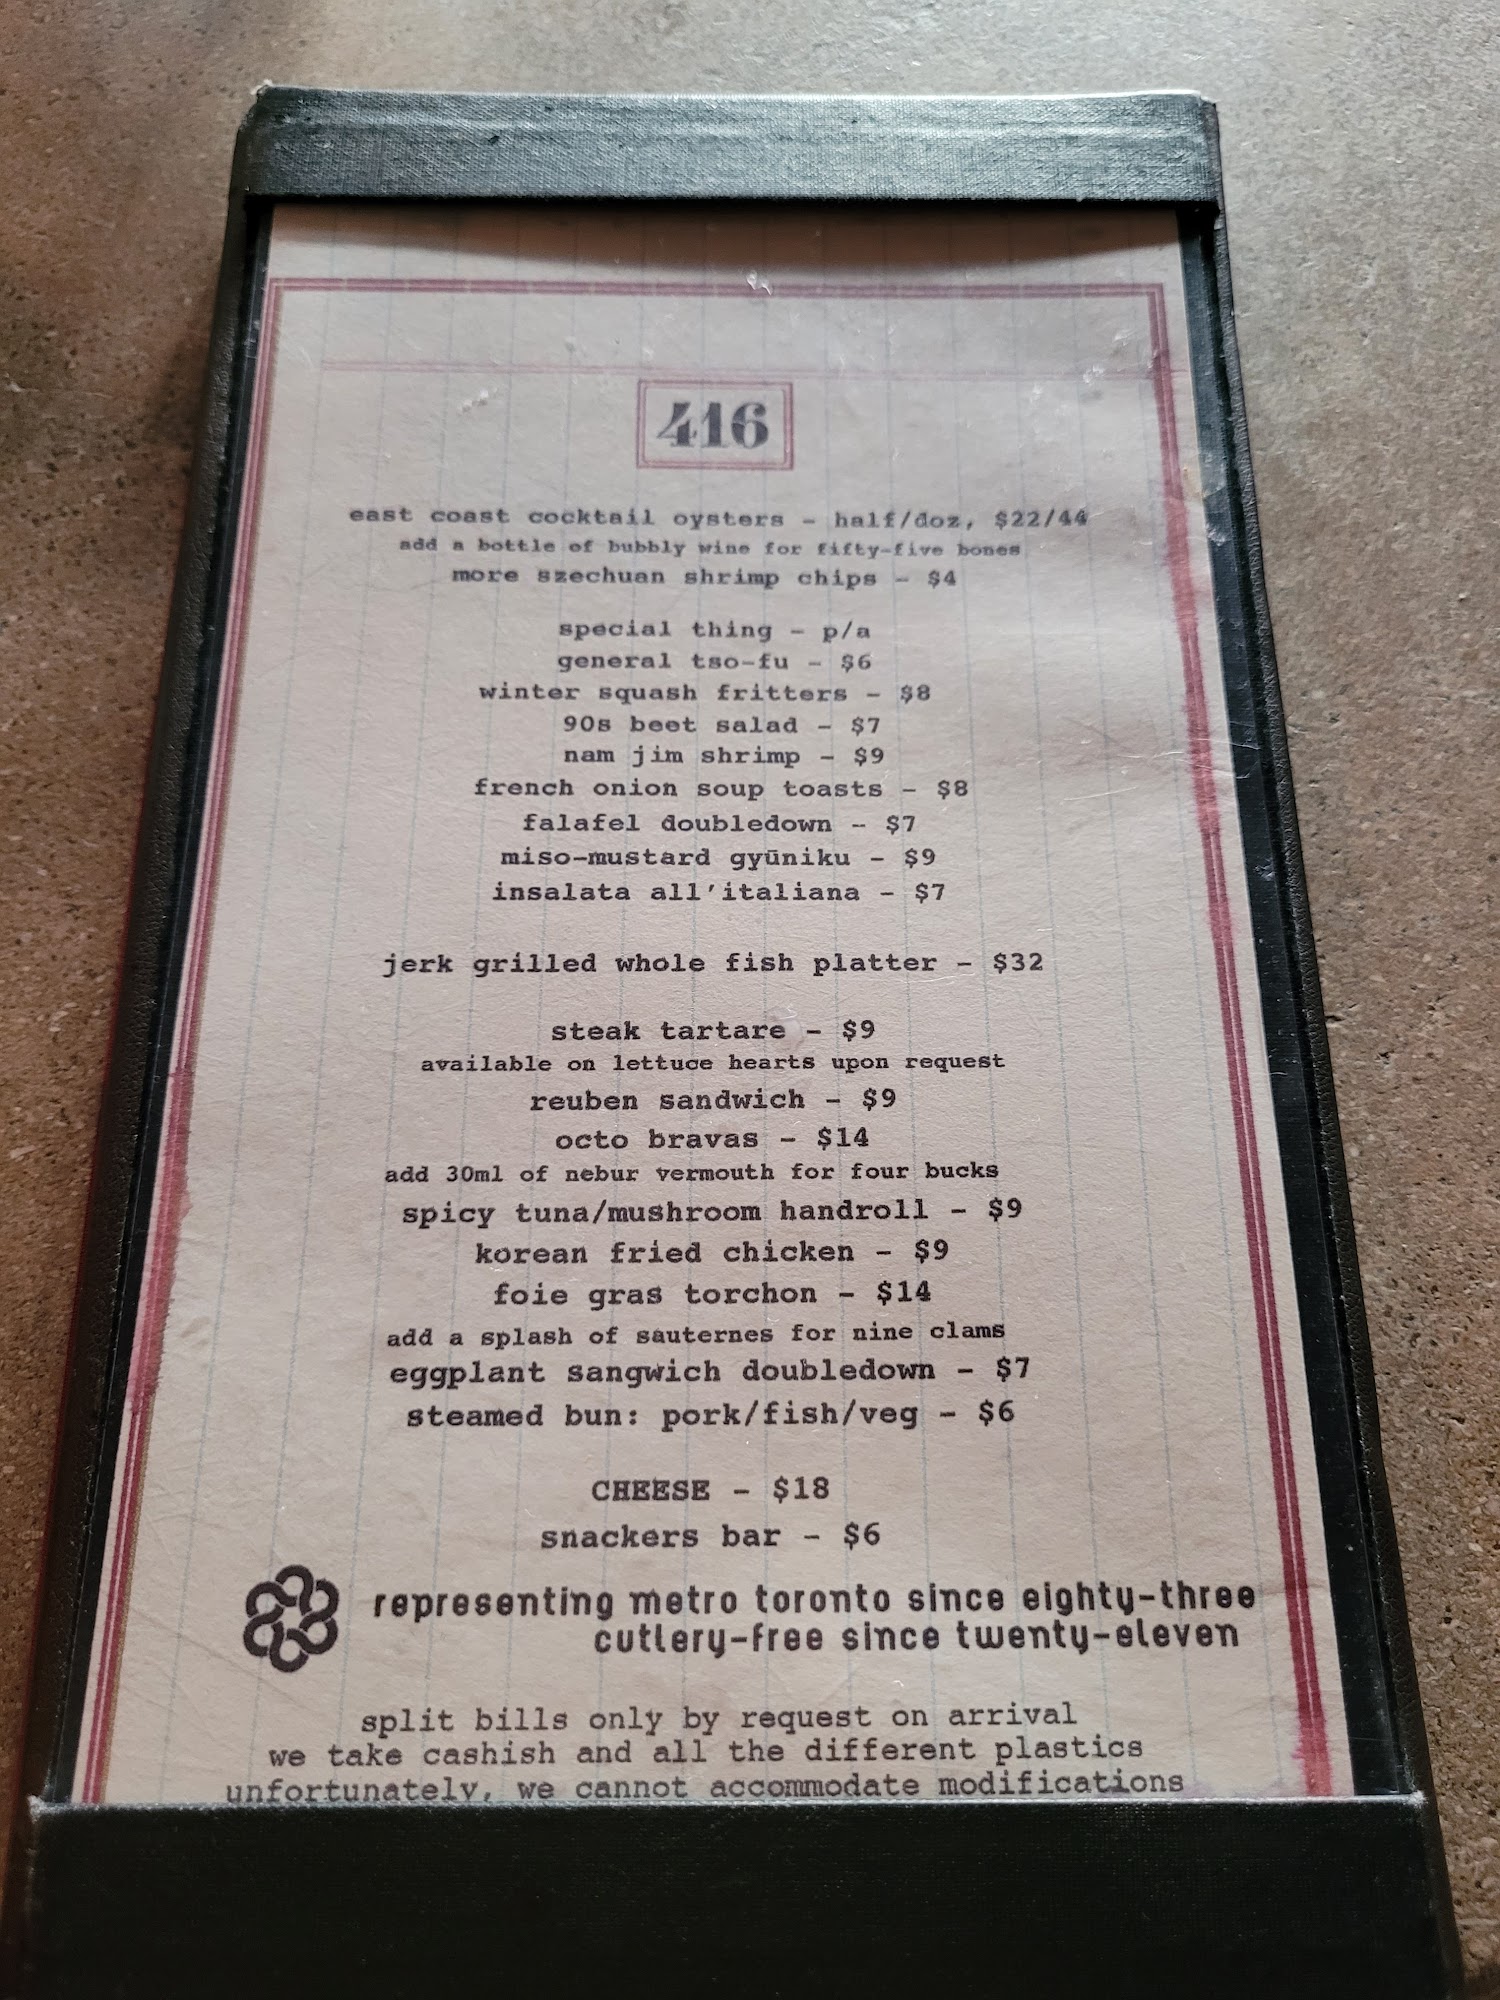 416
east coast cocktail oysters - half/doz, $22/44
add a bottle of bubbly wine for fifty-five bones
more szechuan shrimp chips - $4
special thing - p/a
general tso-fu - $6
winter squash fritters - $8
90s beet salad - $7
nam jim shrimp - $9
french onion soup toasts - $8
falafel doubledown - $7
miso-mustard gyūniku - $9
insalata all'italiana - $7
jerk grilled whole fish platter - $32
steak tartare - $9
available on lettuce hearts upon request
reuben sandwich - $9
octo bravas - $14
add 30ml of nebur vermouth for four bucks
spicy tuna/mushroom handroll - $9
korean fried chicken - $9
foie gras torchon - $14
add a splash of sauternes for nine clams
eggplant sangwich doubledown - $7
steamed bun: pork/fish/veg - $6
CHEESE - $18
snackers bar - $6
representing metro toronto since eighty-three
cutlery-free since twenty-eleven
split bills only by request on arrival
we take cashish and all the different plastics
unfortunately, we cannot accommodate modifications